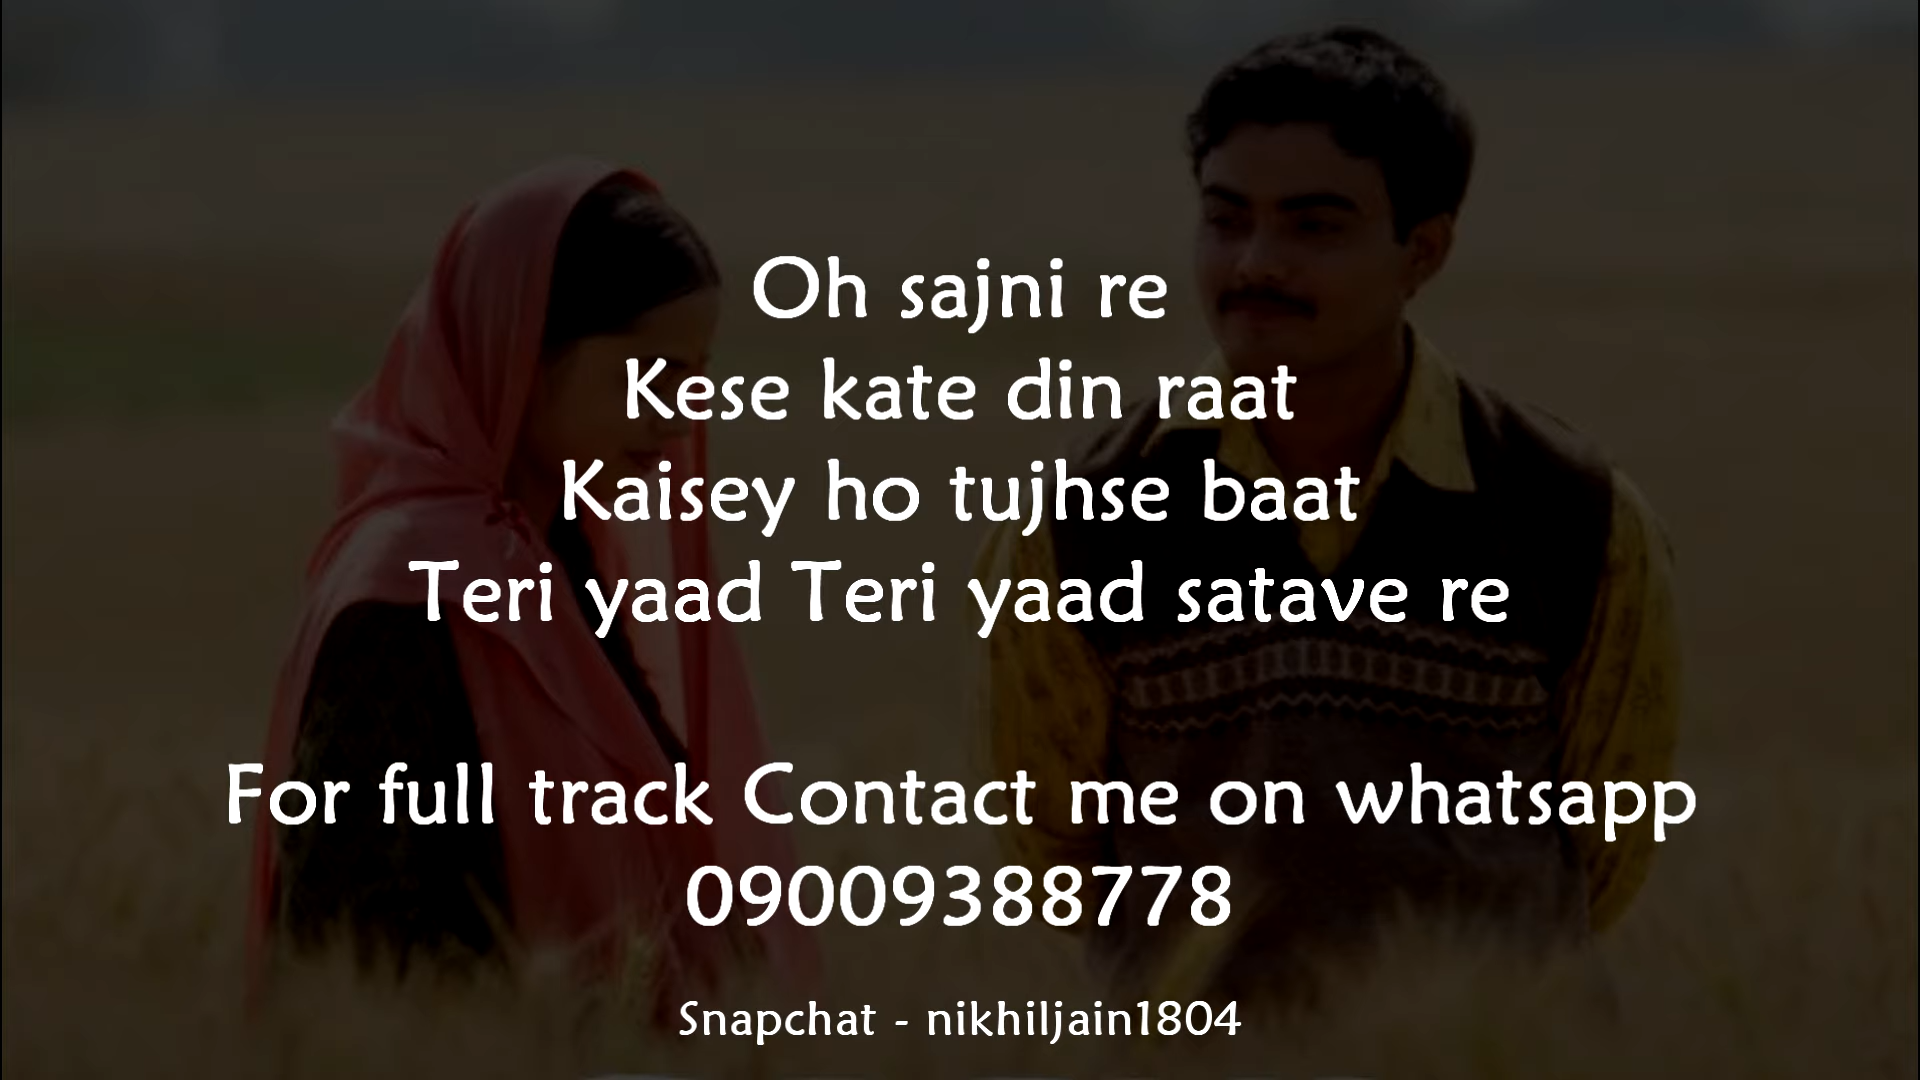 Oh sajni re
Kese kate din raat
Kaisey ho tujhse baat
Teri yaad Teri yaad satave re
For full track Contact me on whatsapp
09009388778
Snapchat - nikhiljain1804